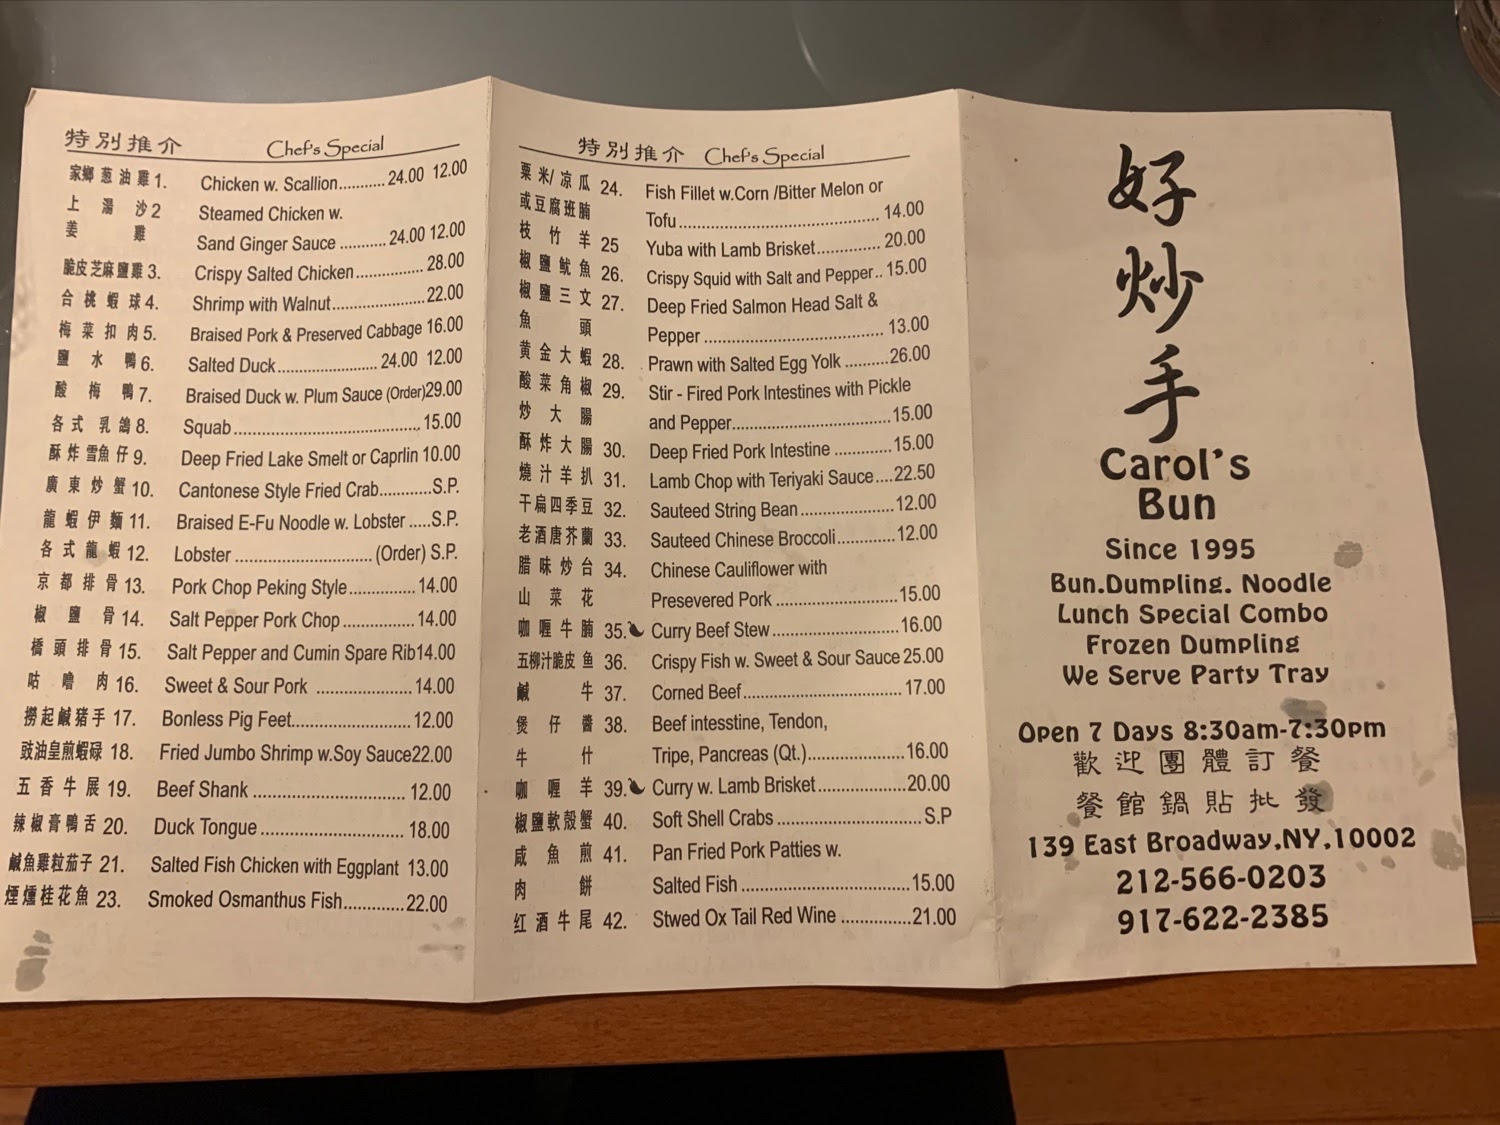 特別推介 Chef's Special
家鄉葱油雞 1. Chicken w. Scallion........... 24.00 12.00
上湯沙 2 Steamed Chicken w.
姜雞 Sand Ginger Sauce ........... 24.00 12.00
脆皮芝麻鹽雞 3. Crispy Salted Chicken................ 28.00
合桃蝦球 4. Shrimp with Walnut...................... 22.00
梅菜扣肉 5. Braised Pork & Preserved Cabbage 16.00
鹽水鴨 6. Salted Duck........................ 24.00 12.00
酸梅鴨 7. Braised Duck w. Plum Sauce (Order)29.00
各式乳鴿 8. Squab............................................. 15.00
酥炸雪魚仔 9. Deep Fried Lake Smelt or Caprlin 10.00
廣東炒蟹 10. Cantonese Style Fried Crab............S.P.
龍蝦伊麵 11. Braised E-Fu Noodle w. Lobster .....S.P.
各式龍蝦 12. Lobster ................................. (Order) S.P.
京都排骨 13. Pork Chop Peking Style................ 14.00
椒鹽骨 14. Salt Pepper Pork Chop ................. 14.00
橋頭排骨 15. Salt Pepper and Cumin Spare Rib14.00
咕嚕肉 16. Sweet & Sour Pork ....................... 14.00
撈起鹹猪手 17. Bonless Pig Feet............................ 12.00
豉油皇煎蝦碌 18. Fried Jumbo Shrimp w.Soy Sauce22.00
五香牛展 19. Beef Shank ..................................... 12.00
辣椒膏鴨舌 20. Duck Tongue .................................. 18.00
鹹魚雞粒茄子 21. Salted Fish Chicken with Eggplant 13.00
煙燻桂花魚 23. Smoked Osmanthus Fish............. 22.00
特別推介 Chef's Special
粟米/凉瓜 24. Fish Fillet w.Corn /Bitter Melon or
或豆腐班腩 Tofu ................................................ 14.00
枝竹羊 25 Yuba with Lamb Brisket............... 20.00
椒鹽魷魚 26. Crispy Squid with Salt and Pepper.. 15.00
椒鹽三文 27. Deep Fried Salmon Head Salt &
魚頭 Pepper ........................................... 13.00
黄金大蝦 28. Prawn with Salted Egg Yolk ..........26.00
酸菜角椒 29. Stir - Fired Pork Intestines with Pickle
炒大腸 and Pepper...................................... 15.00
酥炸大腸 30. Deep Fried Pork Intestine ..............15.00
燒汁羊扒 31. Lamb Chop with Teriyaki Sauce.... 22.50
干扁四季豆 32. Sauteed String Bean ...................... 12.00
老酒唐芥蘭 33. Sauteed Chinese Broccoli.............. 12.00
腊味炒台 34. Chinese Cauliflower with
山菜花 Presevered Pork ............................. 15.00
咖喱牛腩 35. Curry Beef Stew.............................. 16.00
五柳汁脆皮鱼 36. Crispy Fish w. Sweet & Sour Sauce 25.00
鹹牛 37. Corned Beef..................................... 17.00
煲仔醬 38. Beef intesstine, Tendon,
牛什 Tripe, Pancreas (Qt.)....................... 16.00
咖喱羊 39. Curry w. Lamb Brisket..................... 20.00
椒鹽軟殼蟹 40. Soft Shell Crabs .................................. S.P
咸魚煎 41. Pan Fried Pork Patties w.
肉餅 Salted Fish ....................................... 15.00
红酒牛尾 42. Stwed Ox Tail Red Wine ............... 21.00
好炒手
Carol's
Bun
Since 1995
Bun.Dumpling. Noodle
Lunch Special Combo
Frozen Dumpling
We Serve Party Tray
Open 7 Days 8:30am-7:30pm
歡迎團體訂餐
餐館鍋貼批發
139 East Broadway,NY,10002
212-566-0203
917-622-2385